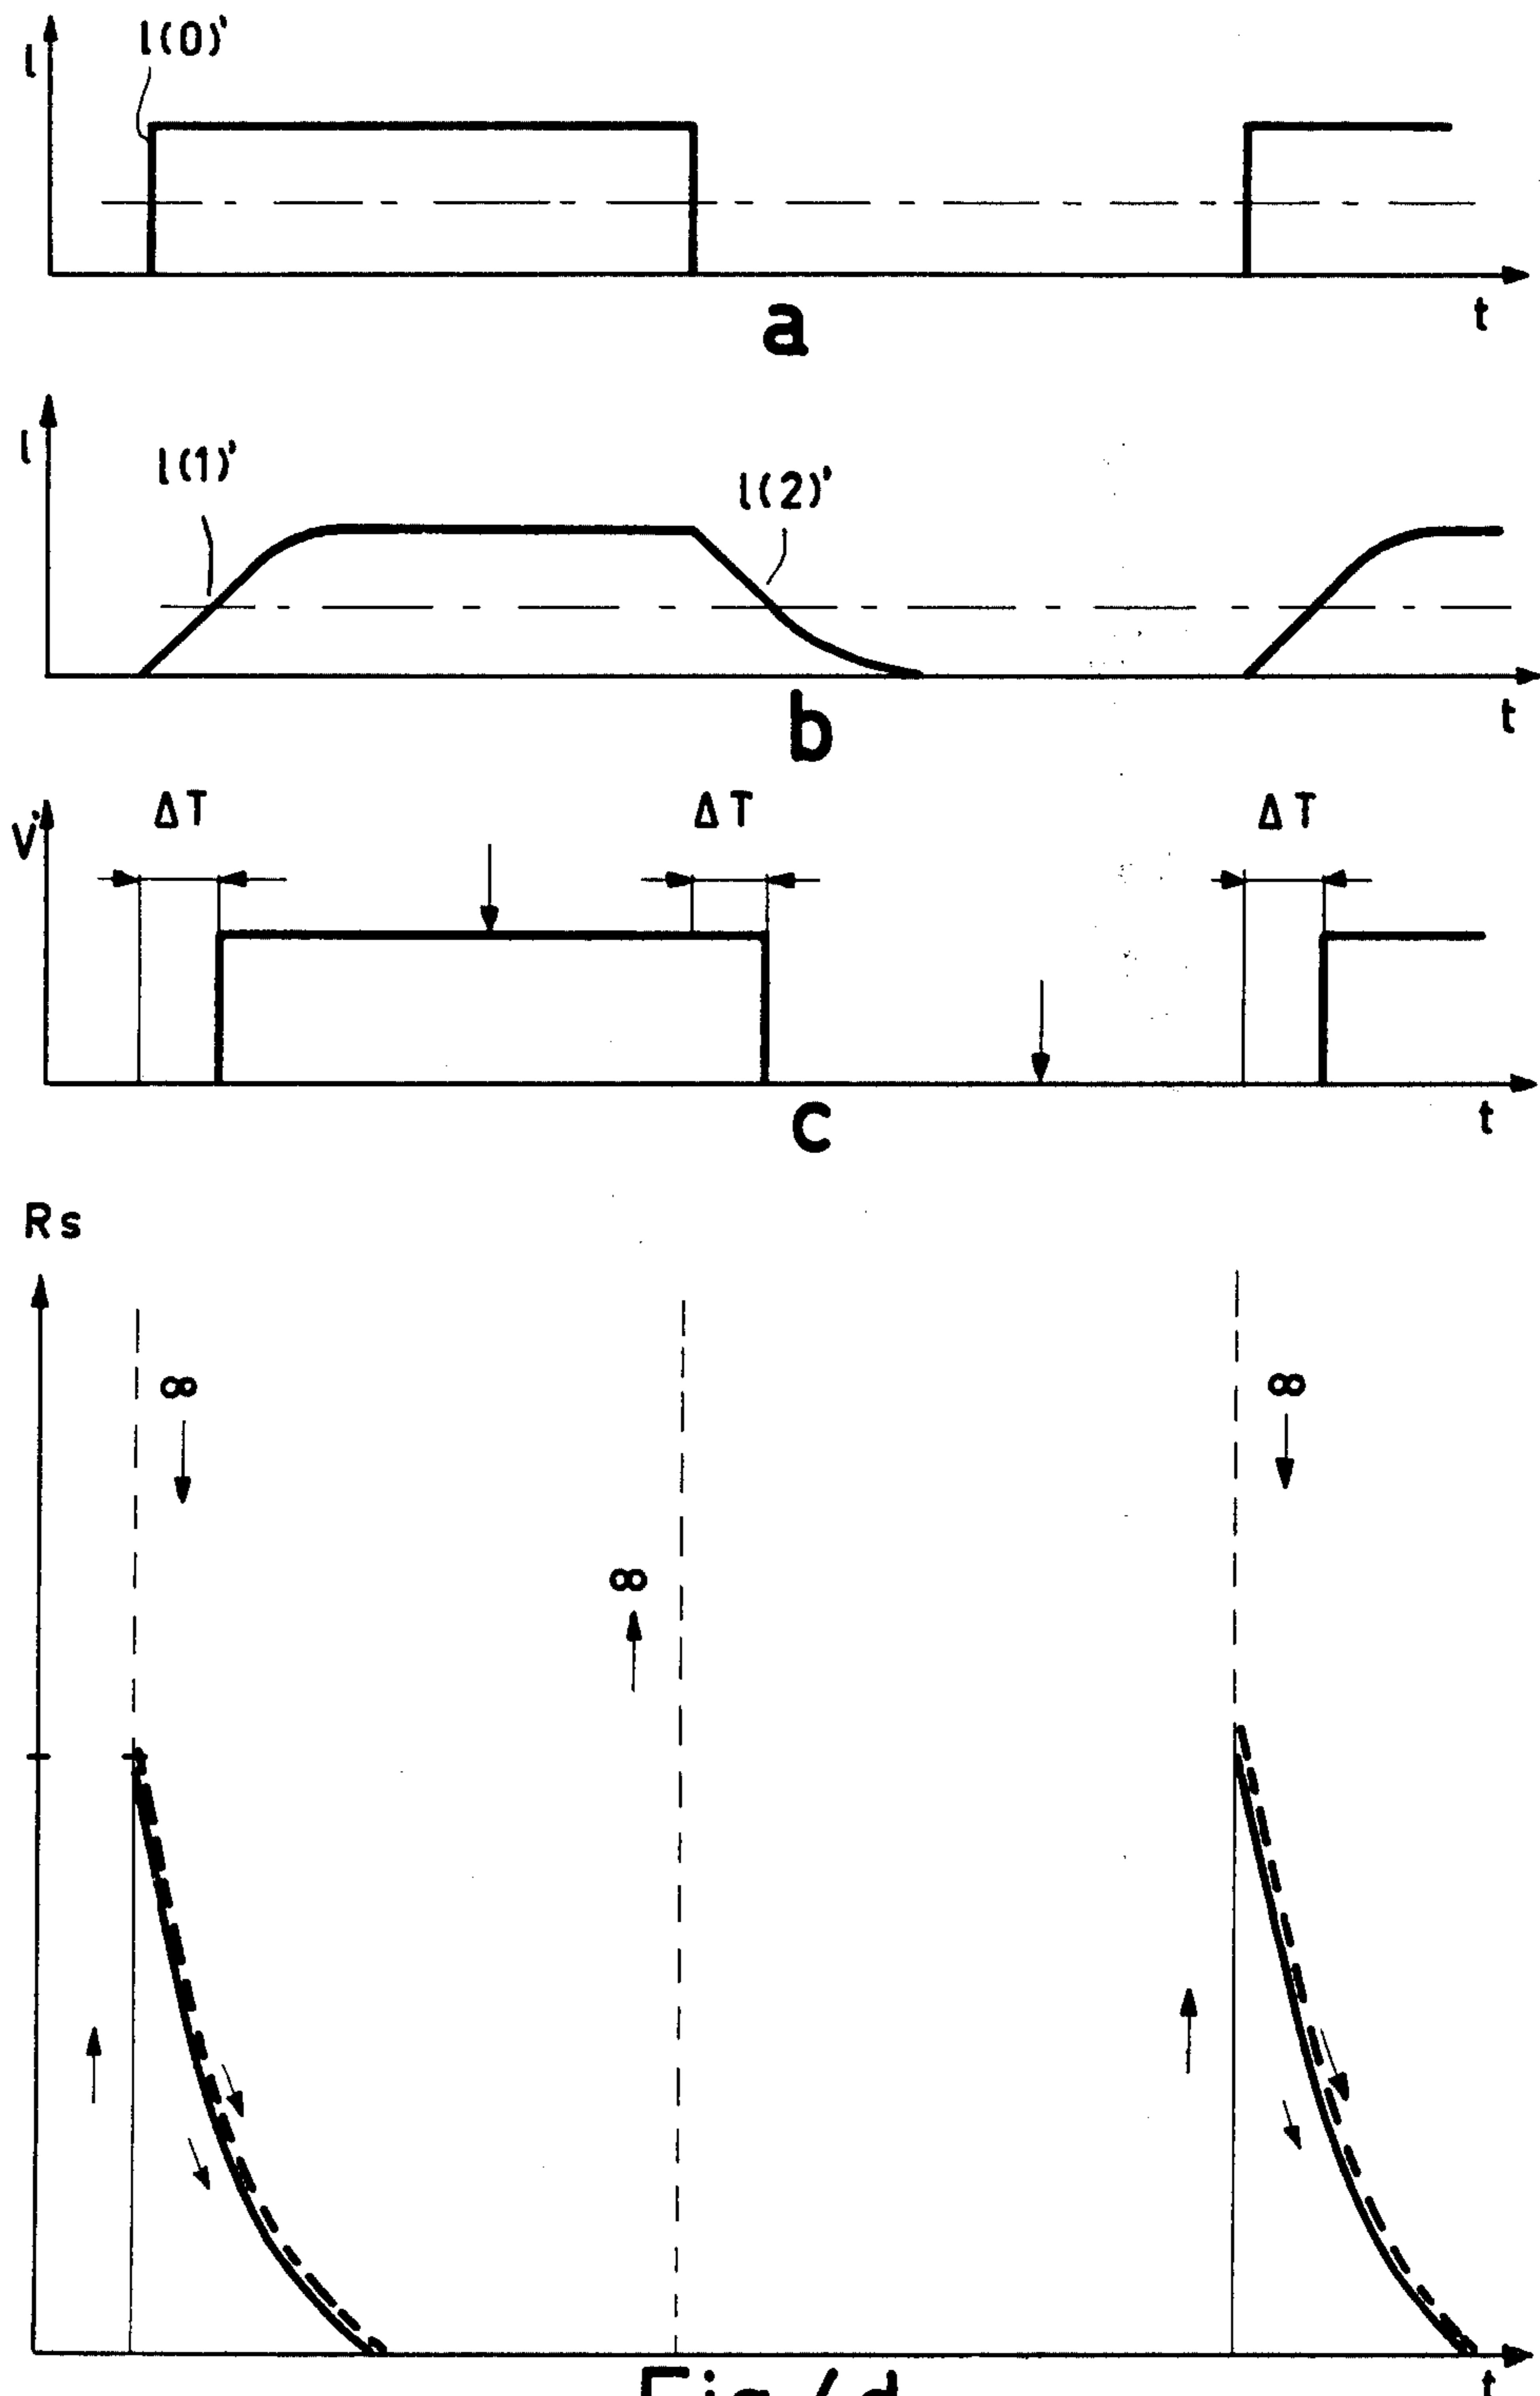 l(0)'
l
t
a
l
l(1)'
l(2)'
t
b
ΔT ΔT ΔT
V'
t
c
Rs
∞ ∞
∞
t